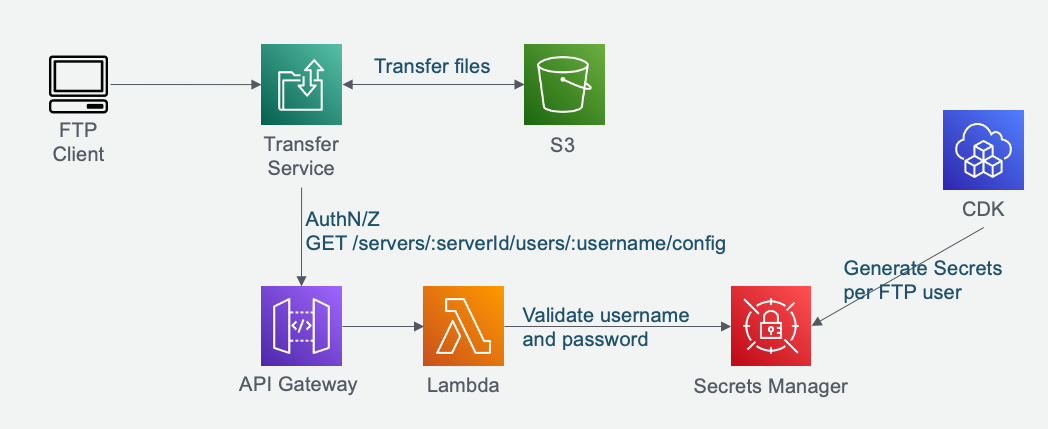 Transfer files
FTP
Client
Transfer
Service
S3
CDK
AuthN/Z
GET /servers/:serverId/users/:username/config
Generate Secrets
per FTP user
Validate username
and password
API Gateway
Lambda
Secrets Manager